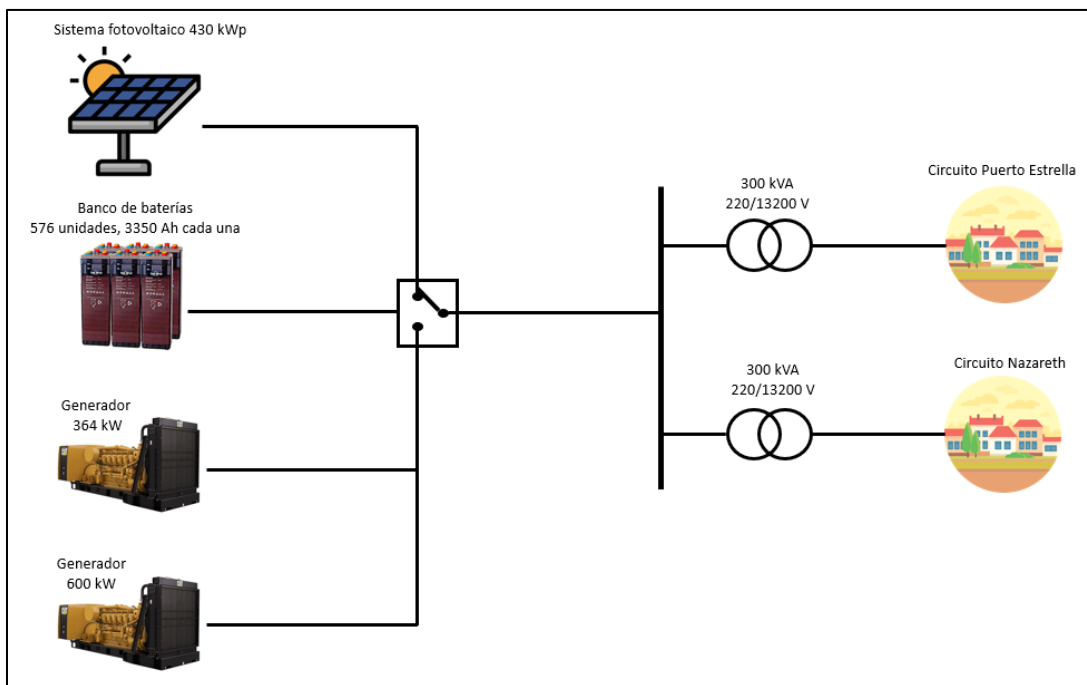 Sistema fotovoltaico 430 kWp
Banco de baterías
576 unidades, 3350 Ah cada una
Generador
364 kW
Generador
600 kW
300 kVA
220/13200 V
Circuito Puerto Estrella
300 kVA
220/13200 V
Circuito Nazareth